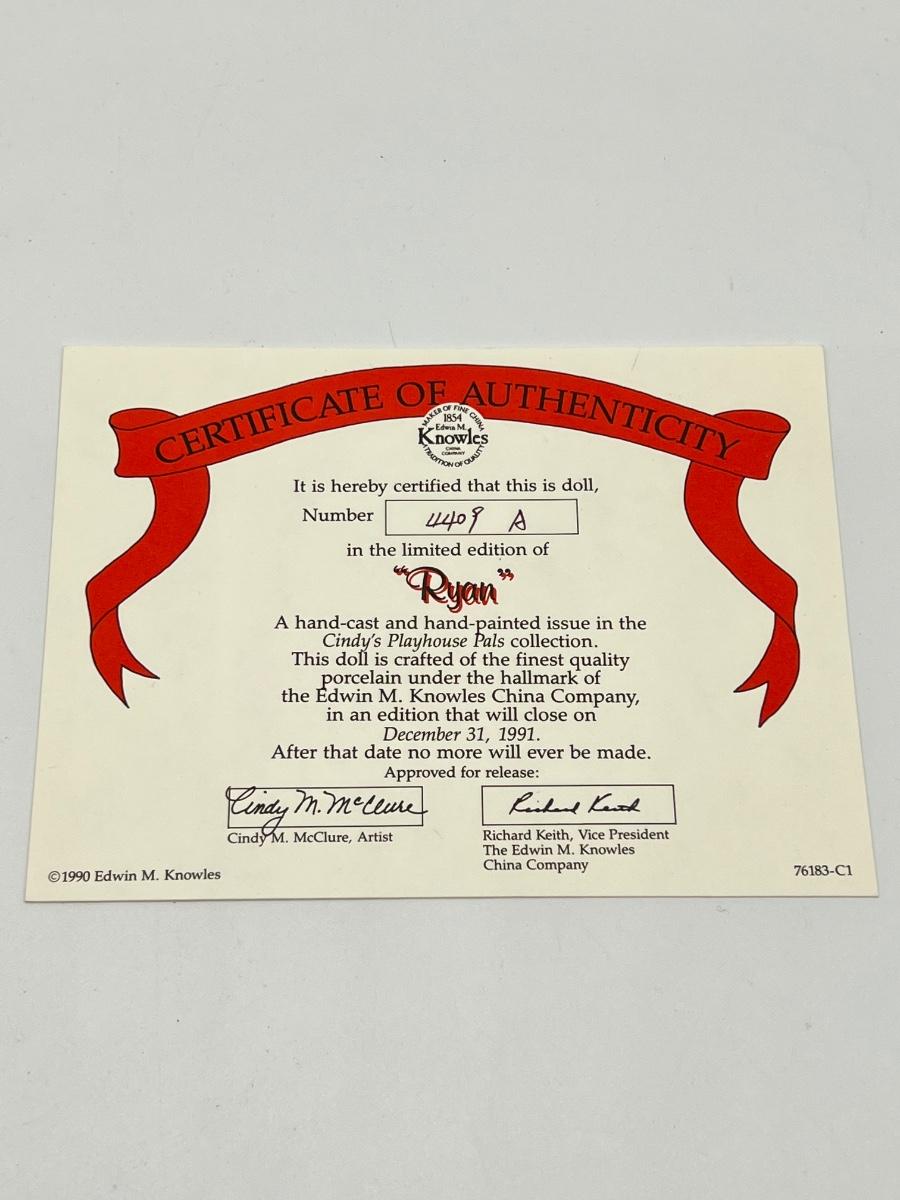 CERTIFICATE OF AUTHENTICITY
MAKER OF FINE CHINA
1854
Edwin M.
Knowles
CHINA
COMPANY
TRADITION OF QUALITY
It is hereby certified that this is doll,
Number 4409 A
in the limited edition of
“Ryan”
A hand-cast and hand-painted issue in the
Cindy's Playhouse Pals collection.
This doll is crafted of the finest quality
porcelain under the hallmark of
the Edwin M. Knowles China Company,
in an edition that will close on
December 31, 1991.
After that date no more will ever be made.
Approved for release:
Cindy M. McClure
Cindy M. McClure, Artist
Richard Keith
Richard Keith, Vice President
The Edwin M. Knowles
China Company
©1990 Edwin M. Knowles
76183-C1